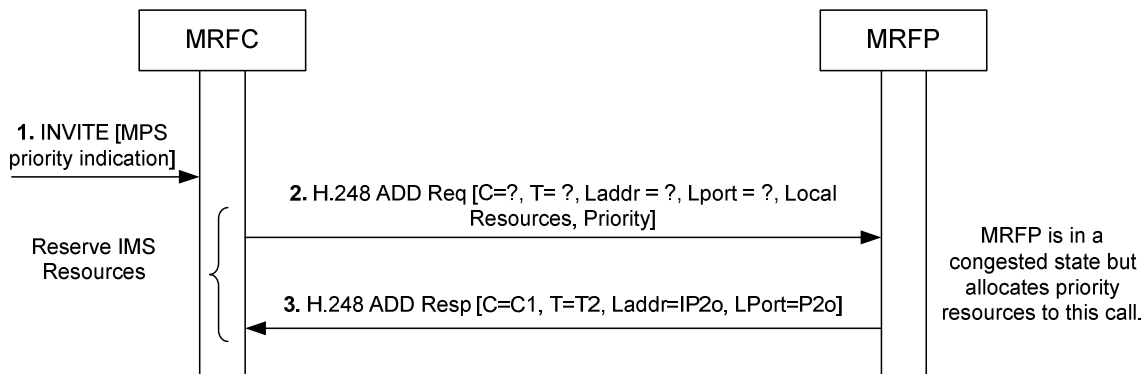 MRFC
MRFP
1. INVITE [MPS
priority indication]
2. H.248 ADD Req [C=?, T= ?, Laddr = ?, Lport = ?, Local
Resources, Priority]
Reserve IMS
Resources
MRFP is in a
congested state but
allocates priority
resources to this call.
3. H.248 ADD Resp [C=C1, T=T2, Laddr=IP2o, LPort=P2o]